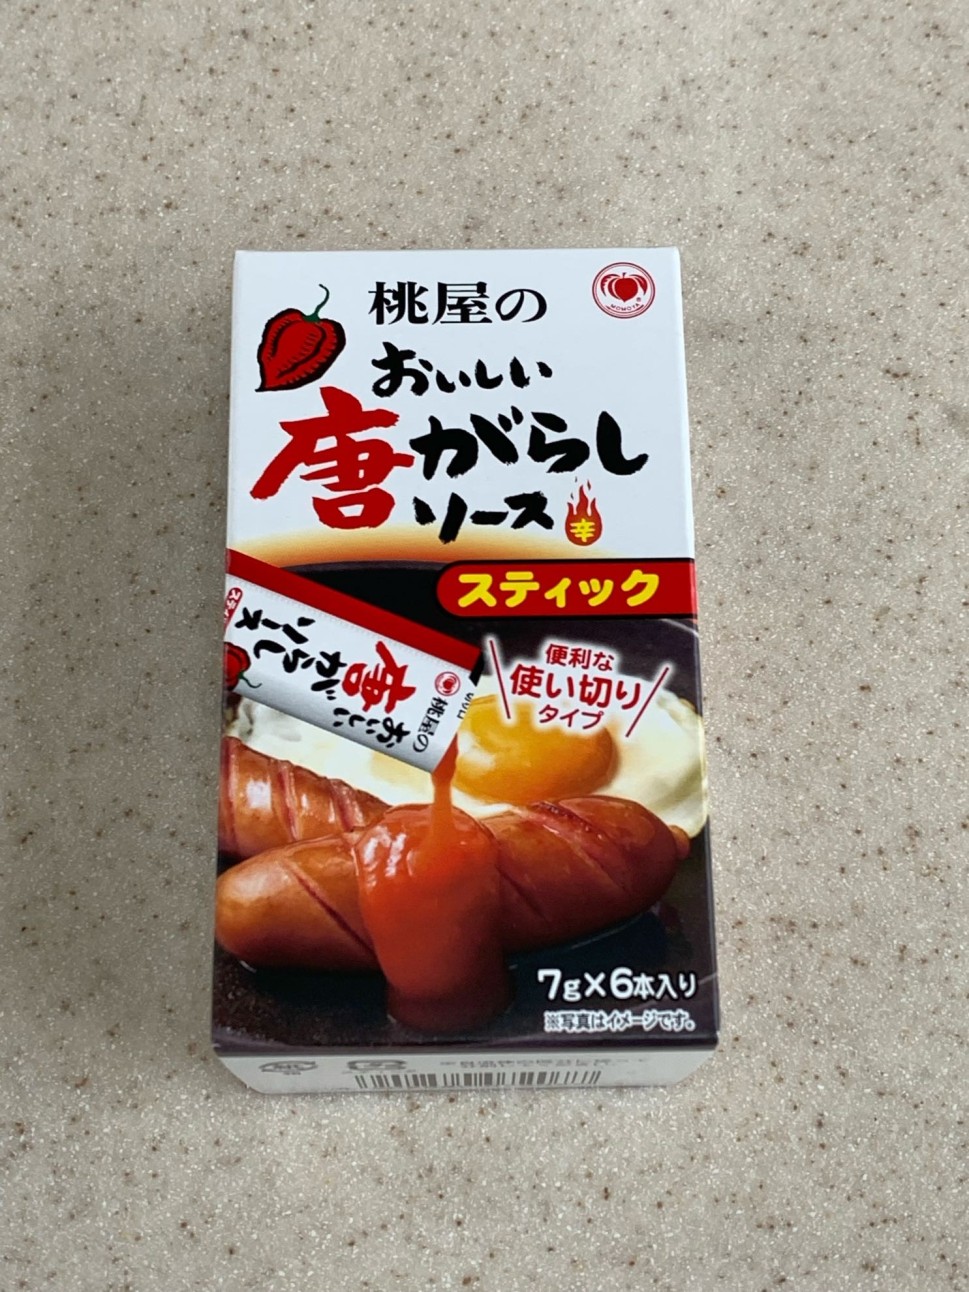 桃屋の
MOMOYA
おいしい
唐がらし
ソース
辛
スティック
便利な
使い切り
タイプ
桃屋の
おいしい
唐がらし
ソース
7g×6本入り
※写真はイメージです。